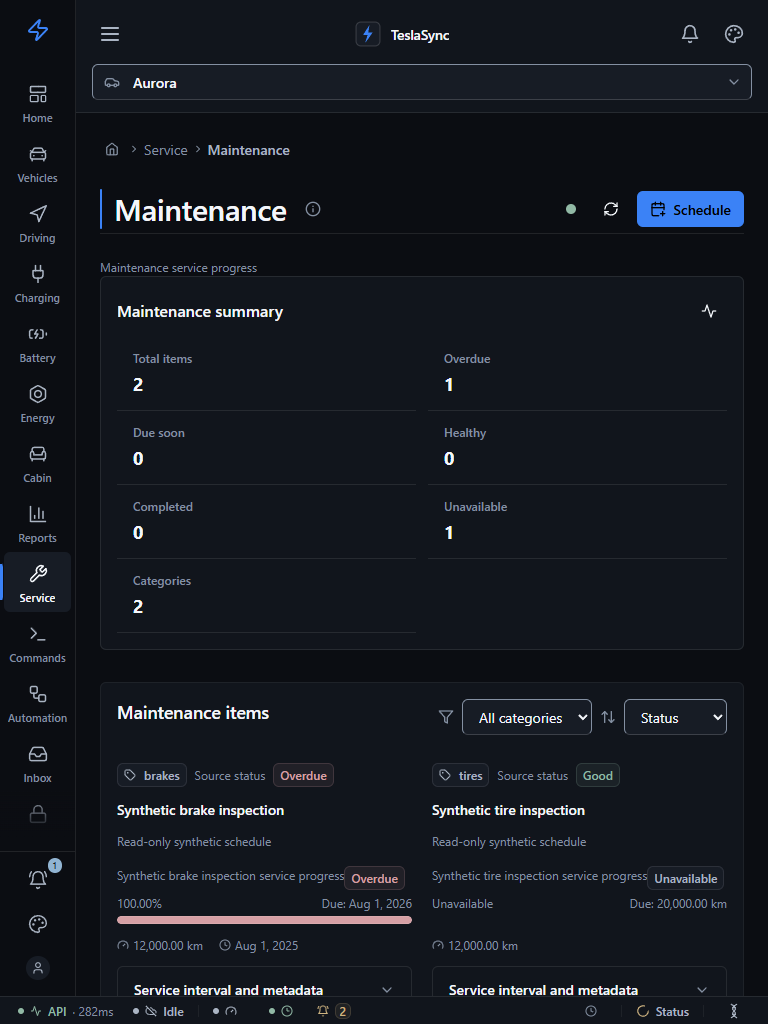 TeslaSync
Aurora
Home
Vehicles
Driving
Charging
Battery
Energy
Cabin
Reports
Service
Commands
Automation
Inbox
1
Service
Maintenance
Maintenance
Schedule
Maintenance service progress
Maintenance summary
Total items
2
Overdue
1
Due soon
0
Healthy
0
Completed
0
Unavailable
1
Categories
2
Maintenance items
All categories
Status
brakes Source status Overdue
Synthetic brake inspection
Read-only synthetic schedule
Synthetic brake inspection service progress Overdue
100.00% Due: Aug 1, 2026
12,000.00 km Aug 1, 2025
Service interval and metadata
tires Source status Good
Synthetic tire inspection
Read-only synthetic schedule
Synthetic tire inspection service progress Unavailable
Unavailable Due: 20,000.00 km
12,000.00 km
Service interval and metadata
API · 282ms Idle 2 Status